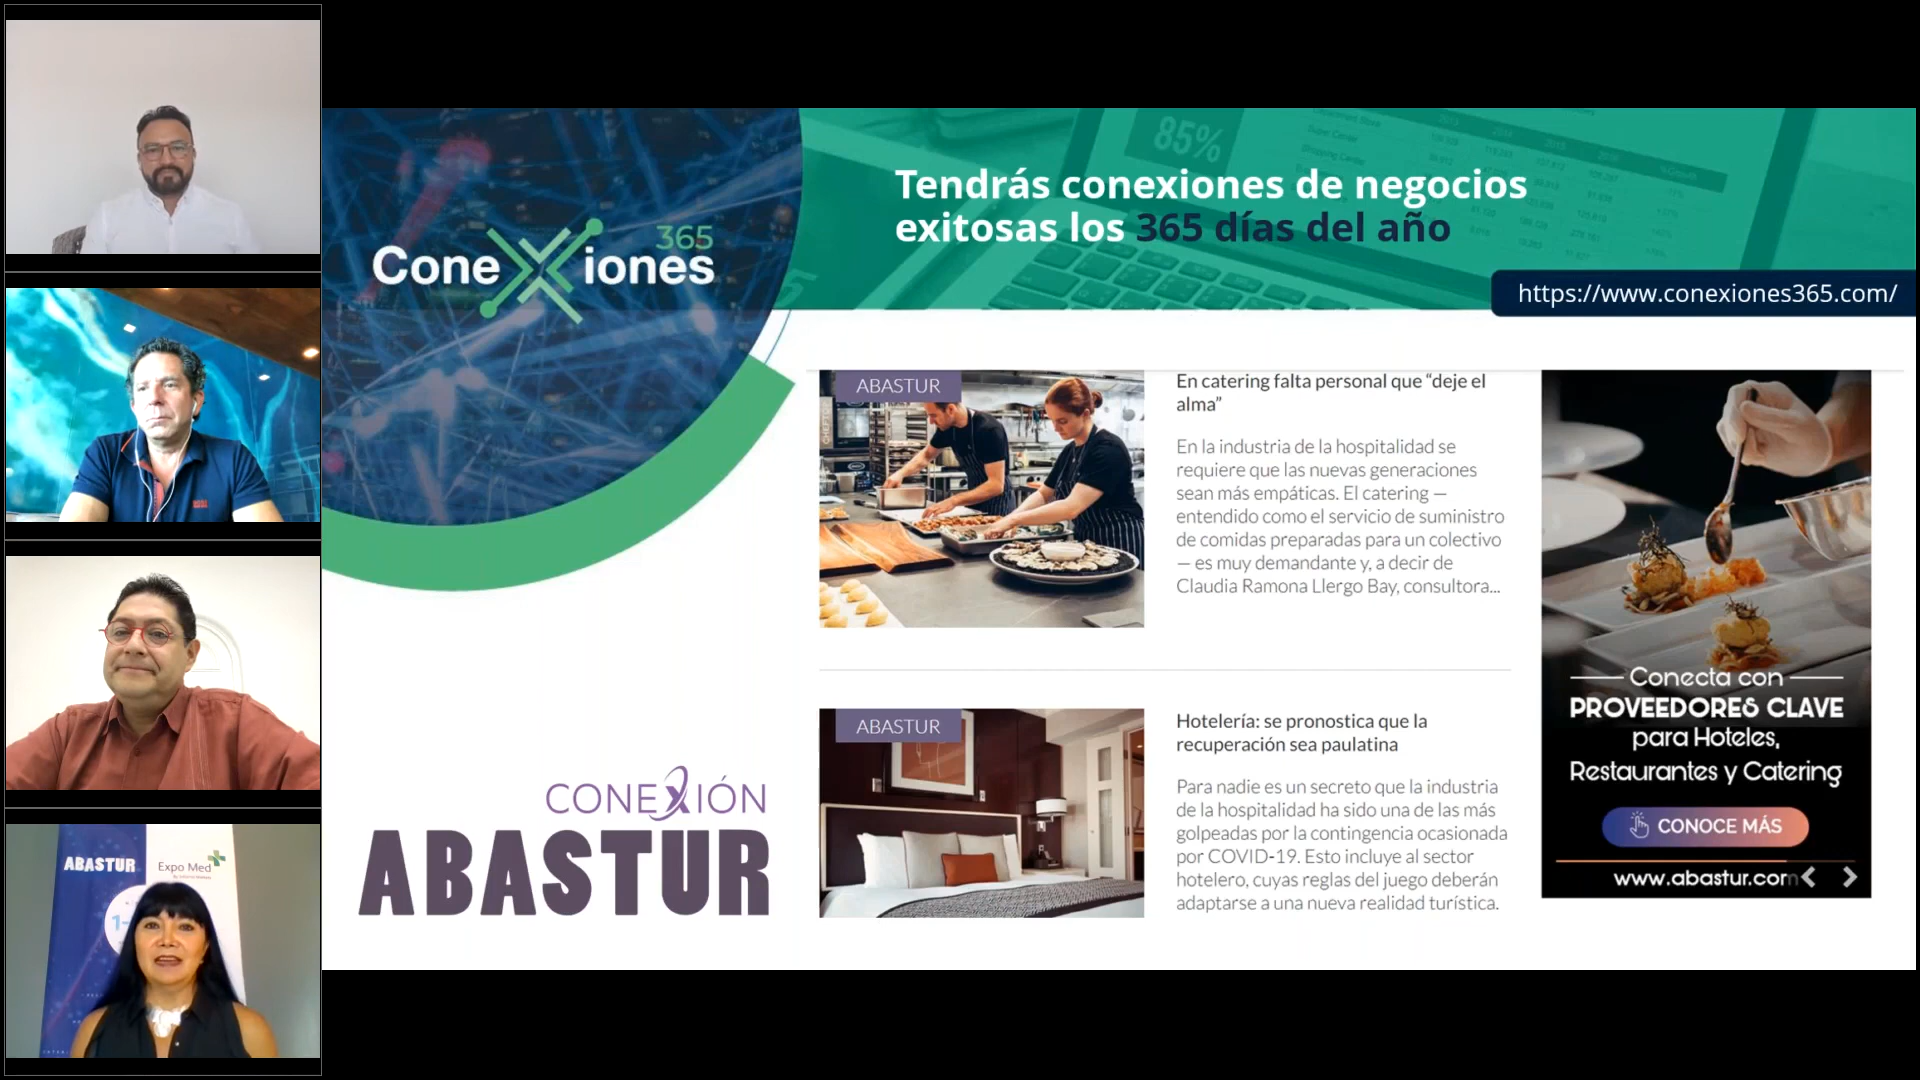 ABASTUR
Expo Med
Cone iones
365
Tendrás conexiones de negocios
exitosas los 365 días del año
https://www.conexiones365.com/
85%
CONEXIÓN
ABASTUR
ABASTUR
En catering falta personal que “deje el
alma”
En la industria de la hospitalidad se
requiere que las nuevas generaciones
sean más empáticas. El catering —
entendido como el servicio de suministro
de comidas preparadas para un colectivo
— es muy demandante y, a decir de
Claudia Ramona Llergo Bay, consultora...
ABASTUR
Hotelería: se pronostica que la
recuperación sea paulatina
Para nadie es un secreto que la industria
de la hospitalidad ha sido una de las más
golpeadas por la contingencia ocasionada
por COVID-19. Esto incluye al sector
hotelero, cuyas reglas del juego deberán
adaptarse a una nueva realidad turística.
Conecta con
PROVEEDORES CLAVE
para Hoteles,
Restaurantes y Catering
CONOCE MÁS
www.abastur.com